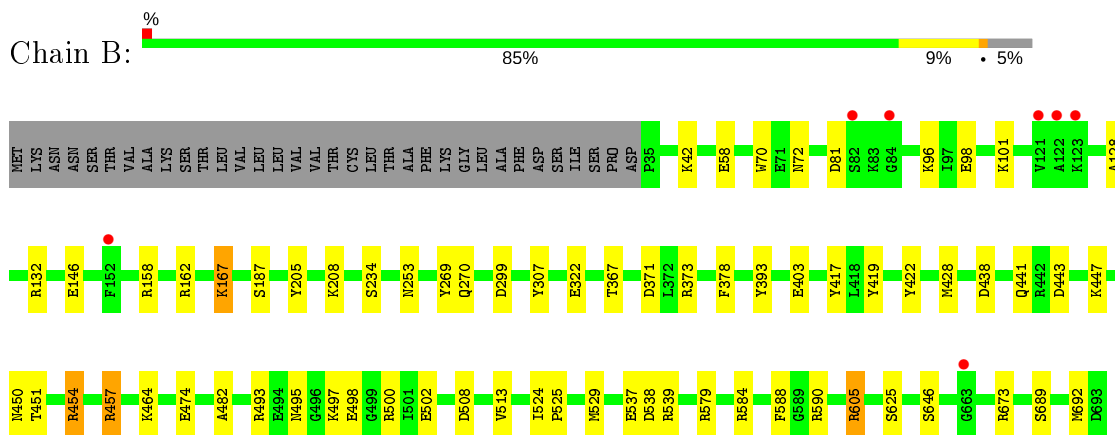 %
Chain B:
85% 9% • 5%
MET LYS ASN ASN SER THR VAL ALA LYS SER THR LEU VAL LEU LEU VAL VAL THR CYS LEU THR ALA PHE LYS GLY LEU ALA PHE ASP SER ILE SER PRO ASP P35 K42 E58 W70 E71 N72 D81 S82 K83 G84 K96 I97 E98 K101 V121 A122 K123 A128
R132 E146 F152 R158 R162 K167 S187 Y205 K208 S234 N253 Y269 Q270 D299 Y307 E322 T367 D371 L372 R373 F378 Y393 E403 Y417 L418 Y419 Y422 M428 D438 Q441 R442 D443 K447
N450 T451 R454 R457 K464 E474 A482 R493 E494 N495 G496 K497 E498 G499 R500 I501 E502 D508 V513 I524 P525 M529 E537 D538 R539 R579 R584 F588 G589 R590 R605 S625 S646 G663 R673 S689 M692 D693